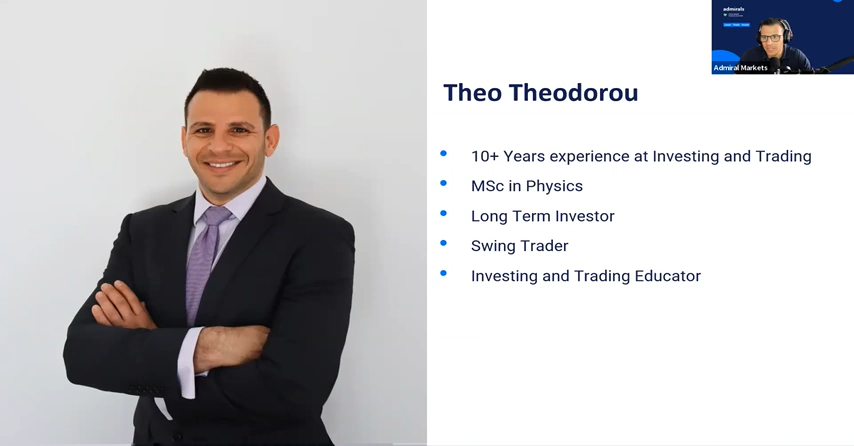 admirals
Admiral Markets
Theo Theodorou
10+ Years experience at Investing and Trading
MSc in Physics
Long Term Investor
Swing Trader
Investing and Trading Educator